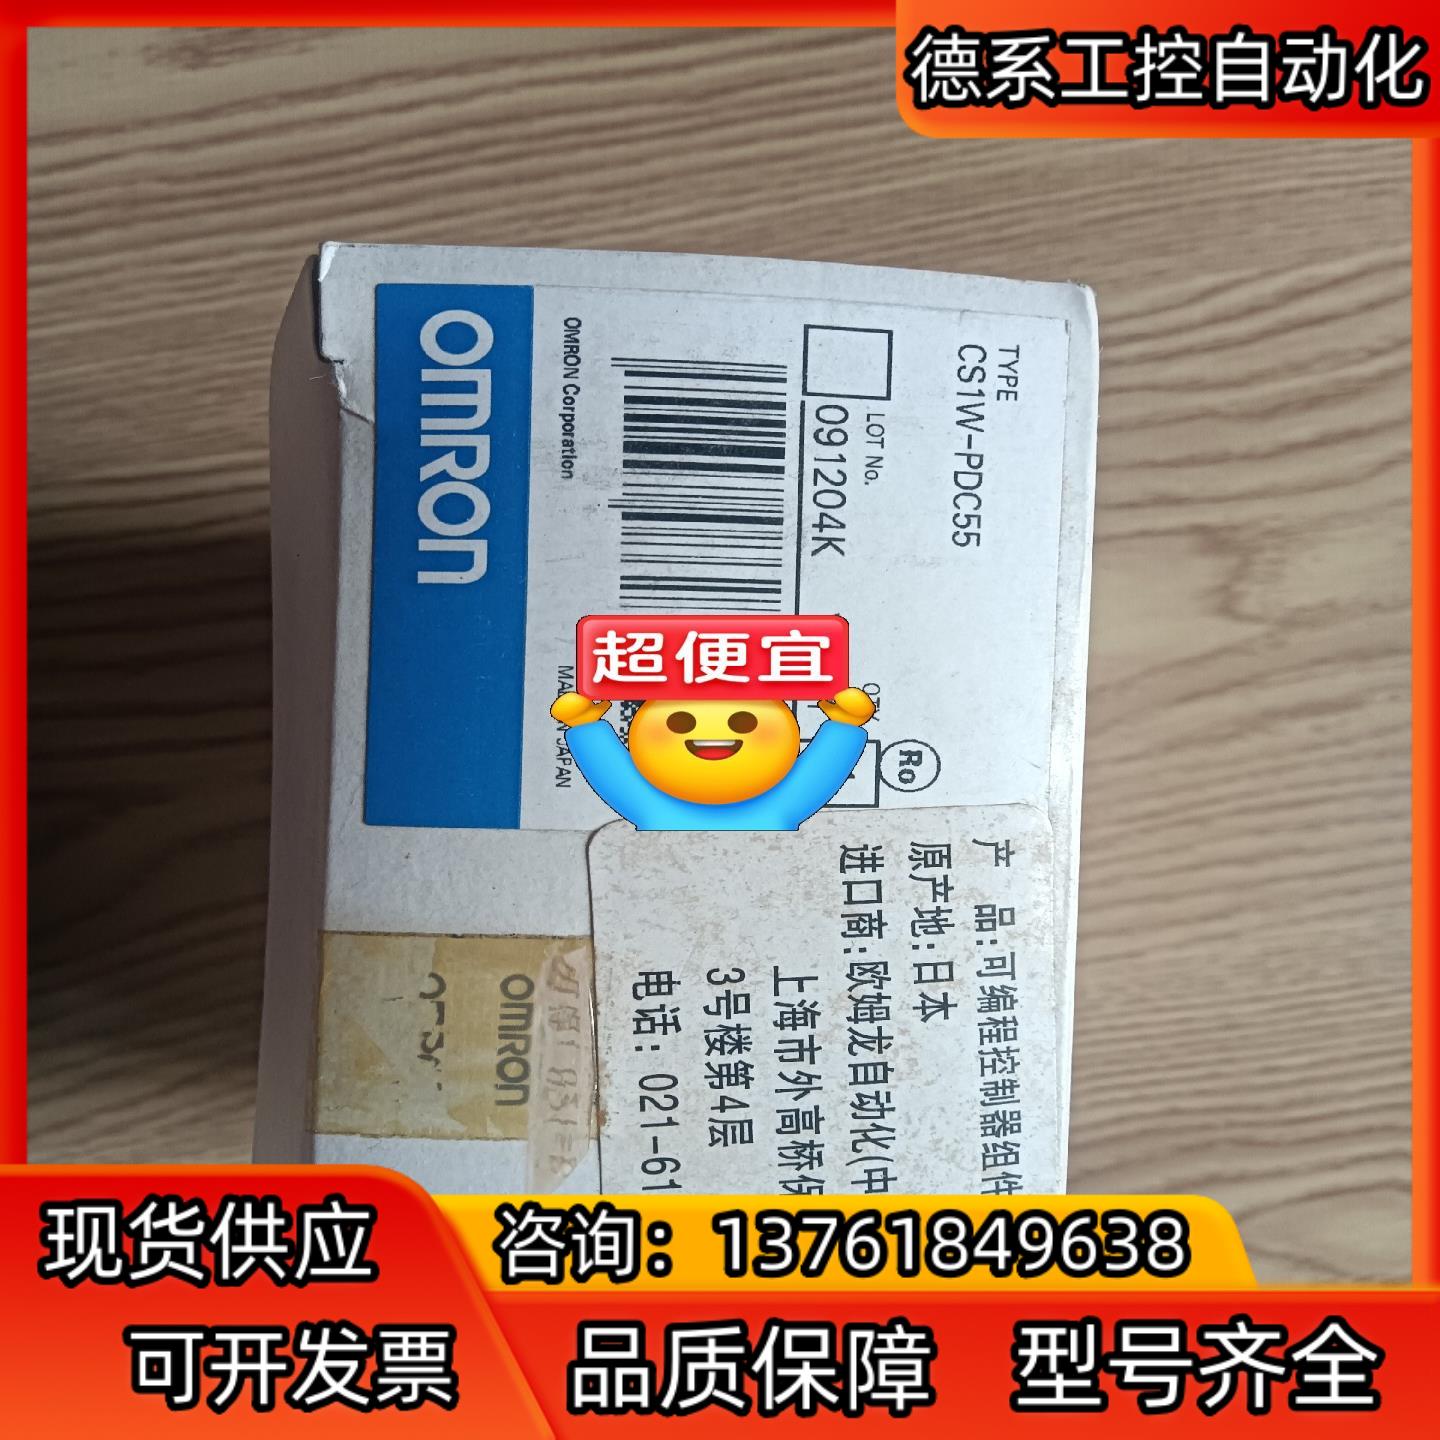 德系工控自动化
TYPE
CS1W-PDC55
LOT No.
091204K
QTY
Ro
OMRON Corporation
OMRON
超便宜
产 品:可编程控制器组件
原产地:日本
进口商:欧姆龙自动化(中
上海市外高桥保
3号楼第4层
电话:021-61
OMRON
现货供应
咨询:13761849638
可开发票
品质保障
型号齐全